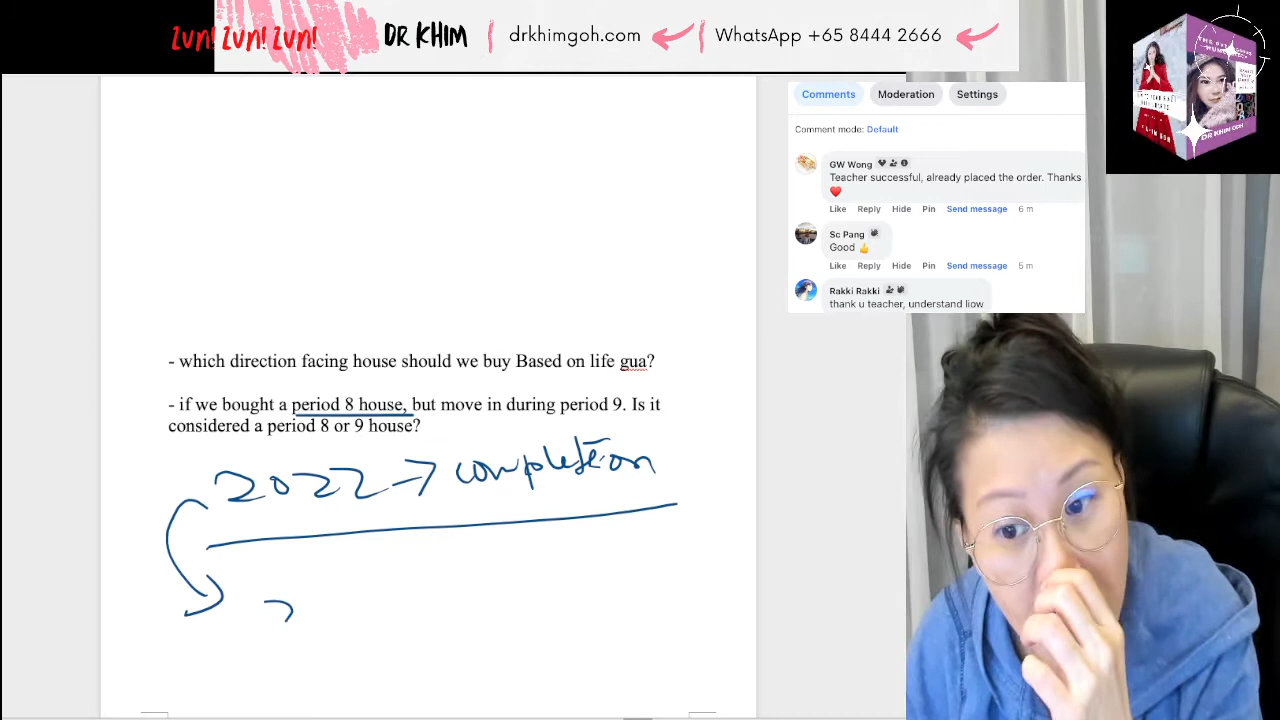 ZUN! ZUN! ZUN! DR KHIM drkhimgoh.com WhatsApp +65 8444 2666
Comments Moderation Settings
Comment mode: Default
GW Wong
Teacher successful, already placed the order. Thanks
❤️
Like Reply Hide Pin Send message 6 m
Sc Pang
Good 👍
Like Reply Hide Pin Send message 5 m
Rakki Rakki
thank u teacher, understand liow
- which direction facing house should we buy Based on life gua?
- if we bought a period 8 house, but move in during period 9. Is it
considered a period 8 or 9 house?
2022 → completion
DR KHIM GOH